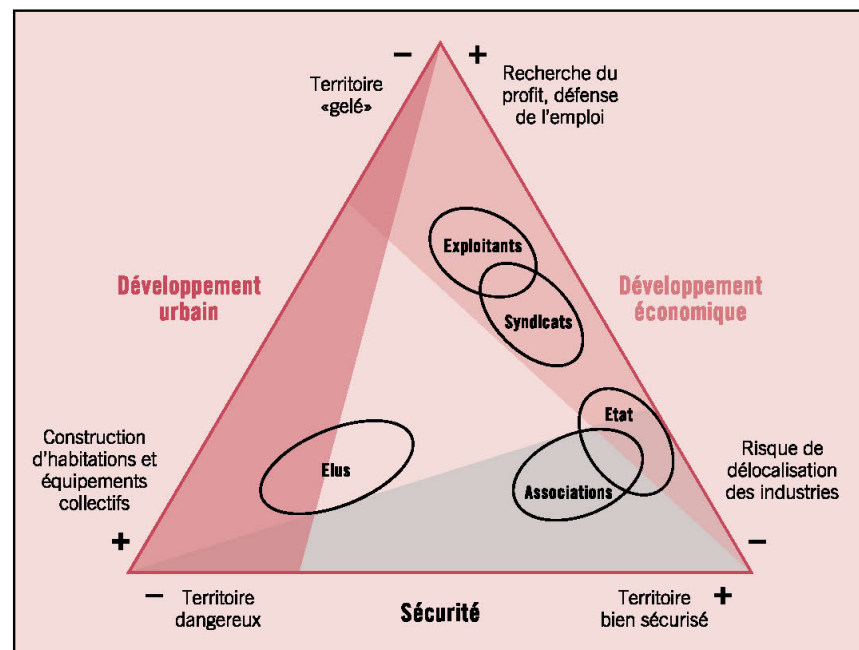 − +
Territoire
«gelé»
Recherche du
profit, défense
de l'emploi
Exploitants
Développement
urbain
Développement
économique
Syndicats
Construction
d'habitations et
équipements
collectifs
Elus
Etat
Associations
Risque de
délocalisation
des industries
+
−
− Territoire
dangereux
Sécurité
Territoire +
bien sécurisé